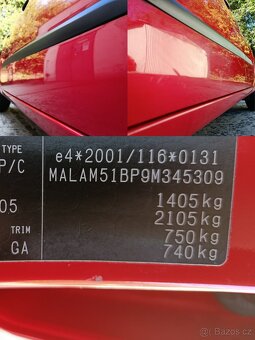 TYPE
e4*2001/116*0131
P/C
MALAM51BP9M345309
1405kg
05
2105kg
TRIM
750kg
GA
740kg
© Bazos.cz